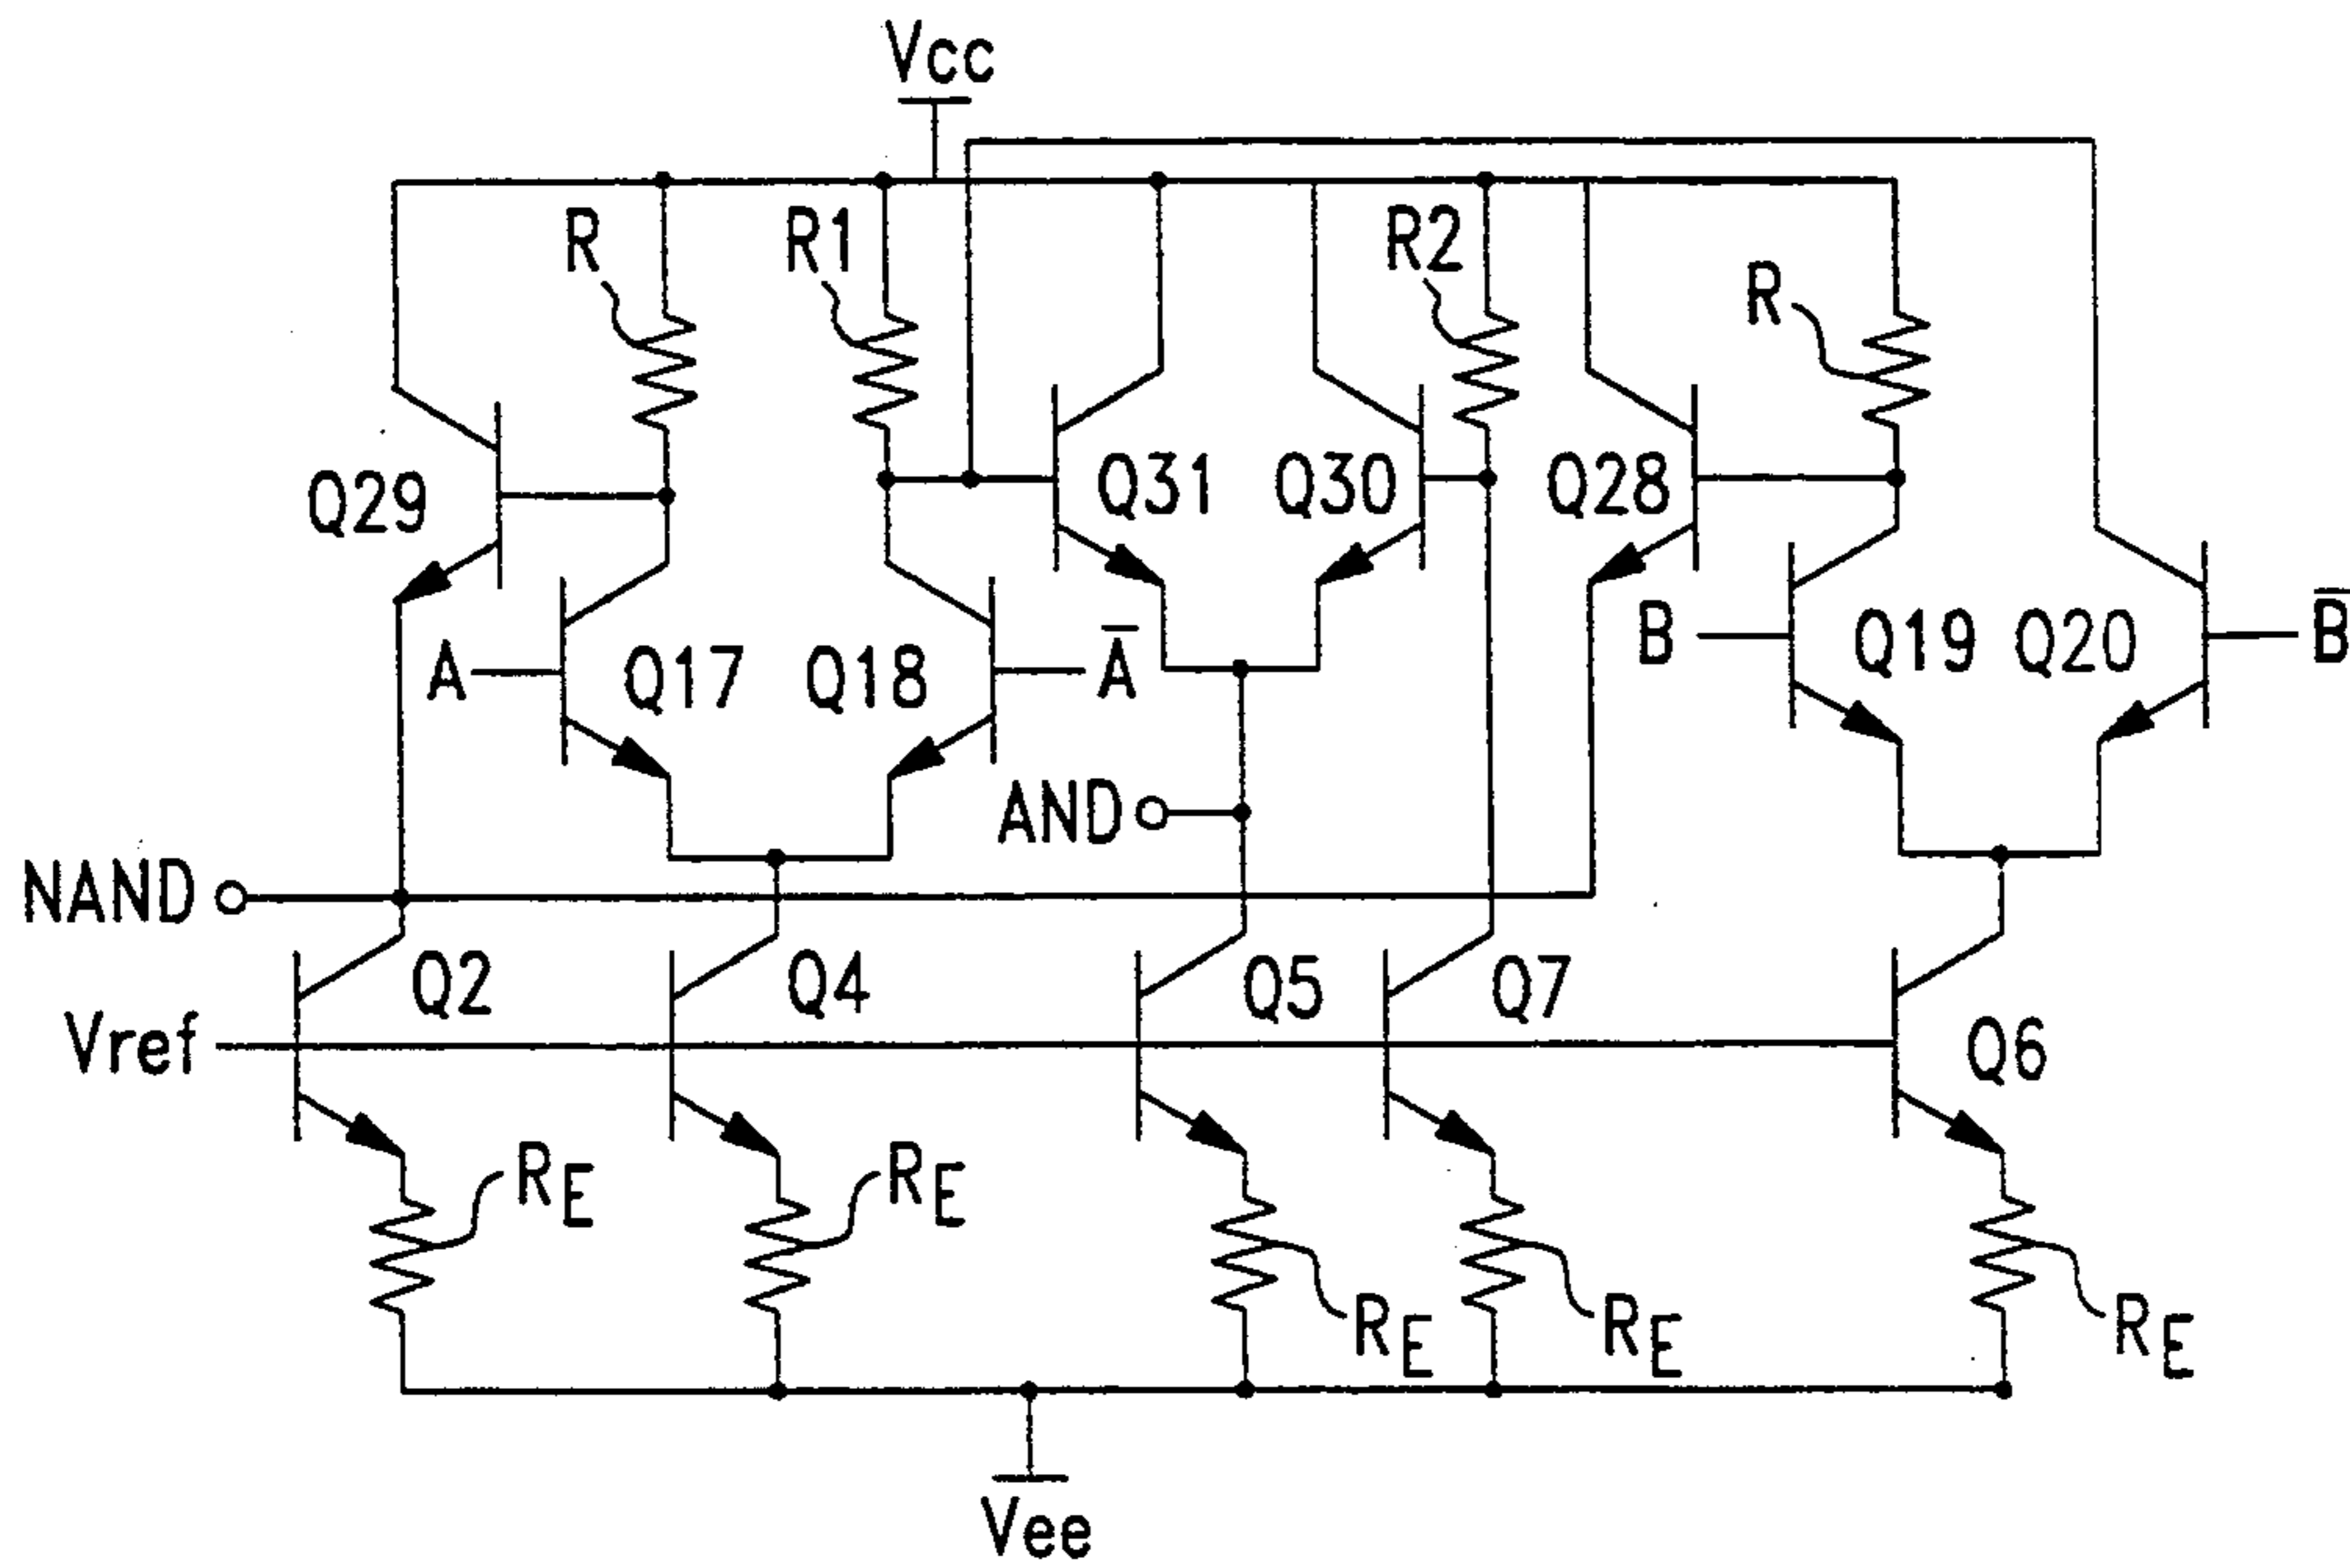 Vcc
R
R1
R2
R
Q29
Q31
Q30
Q28
A
Q17
Q18
A̅
B
Q19
Q20
B̅
AND
NAND
Q2
Q4
Q5
Q7
Q6
Vref
RE
RE
RE
RE
RE
Vee